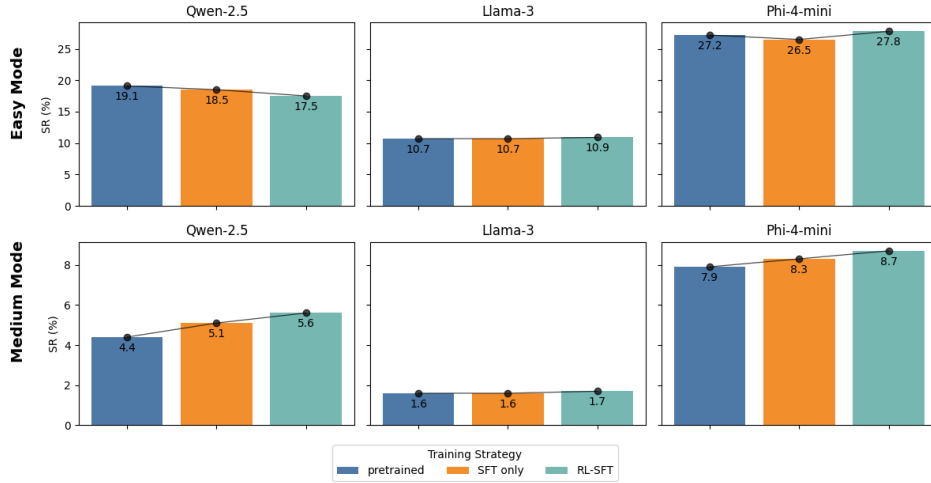 Qwen-2.5 Llama-3 Phi-4-mini
Easy Mode
SR (%)
25
20
15
10
5
0
19.1 18.5 17.5
10.7 10.7 10.9
27.2 26.5 27.8
Qwen-2.5 Llama-3 Phi-4-mini
Medium Mode
SR (%)
8
6
4
2
0
4.4 5.1 5.6
1.6 1.6 1.7
7.9 8.3 8.7
Training Strategy
pretrained SFT only RL-SFT